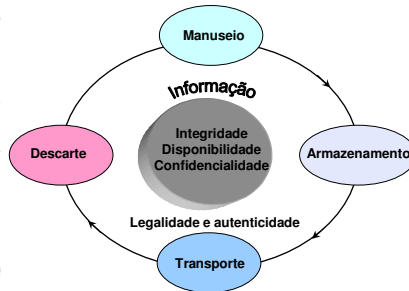 Manuseio
Informação
Integridade
Disponibilidade
Confidencialidade
Descarte
Armazenamento
Legalidade e autenticidade
Transporte